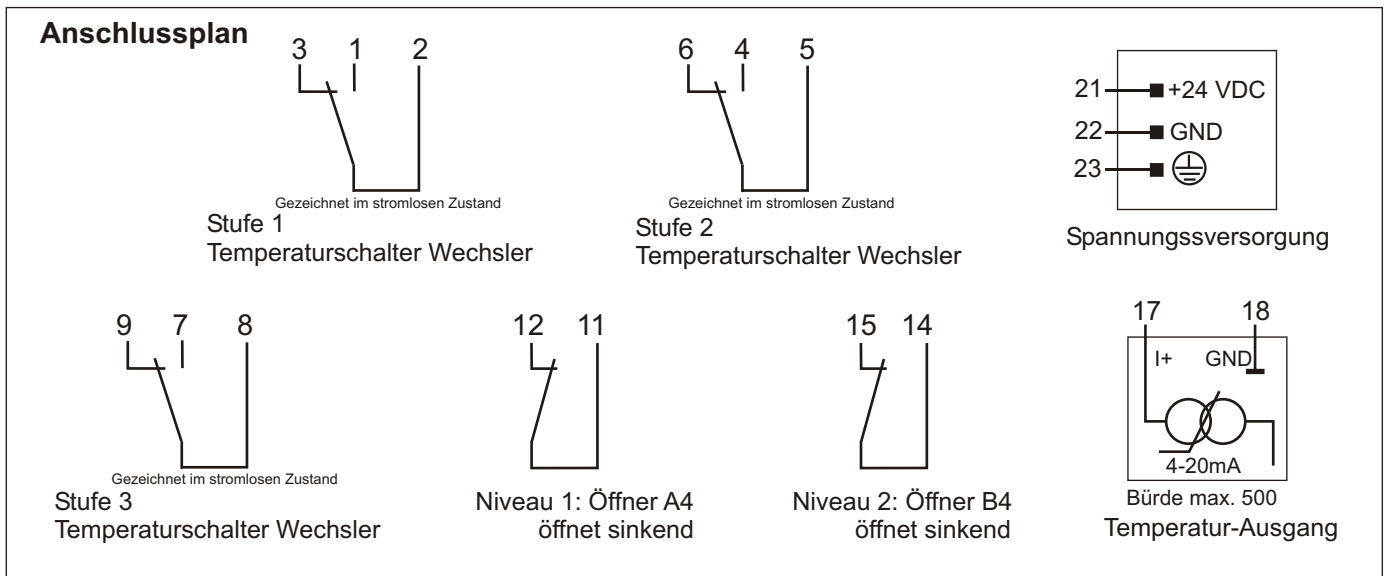 Anschlussplan
3 1 2
Gezeichnet im stromlosen Zustand
Stufe 1
Temperaturschalter Wechsler
6 4 5
Gezeichnet im stromlosen Zustand
Stufe 2
Temperaturschalter Wechsler
21 +24 VDC
22 GND
23
Spannungssversorgung
9 7 8
Gezeichnet im stromlosen Zustand
Stufe 3
Temperaturschalter Wechsler
12 11
Niveau 1: Öffner A4
öffnet sinkend
15 14
Niveau 2: Öffner B4
öffnet sinkend
17 18
I+ GND
4-20mA
Bürde max. 500
Temperatur-Ausgang